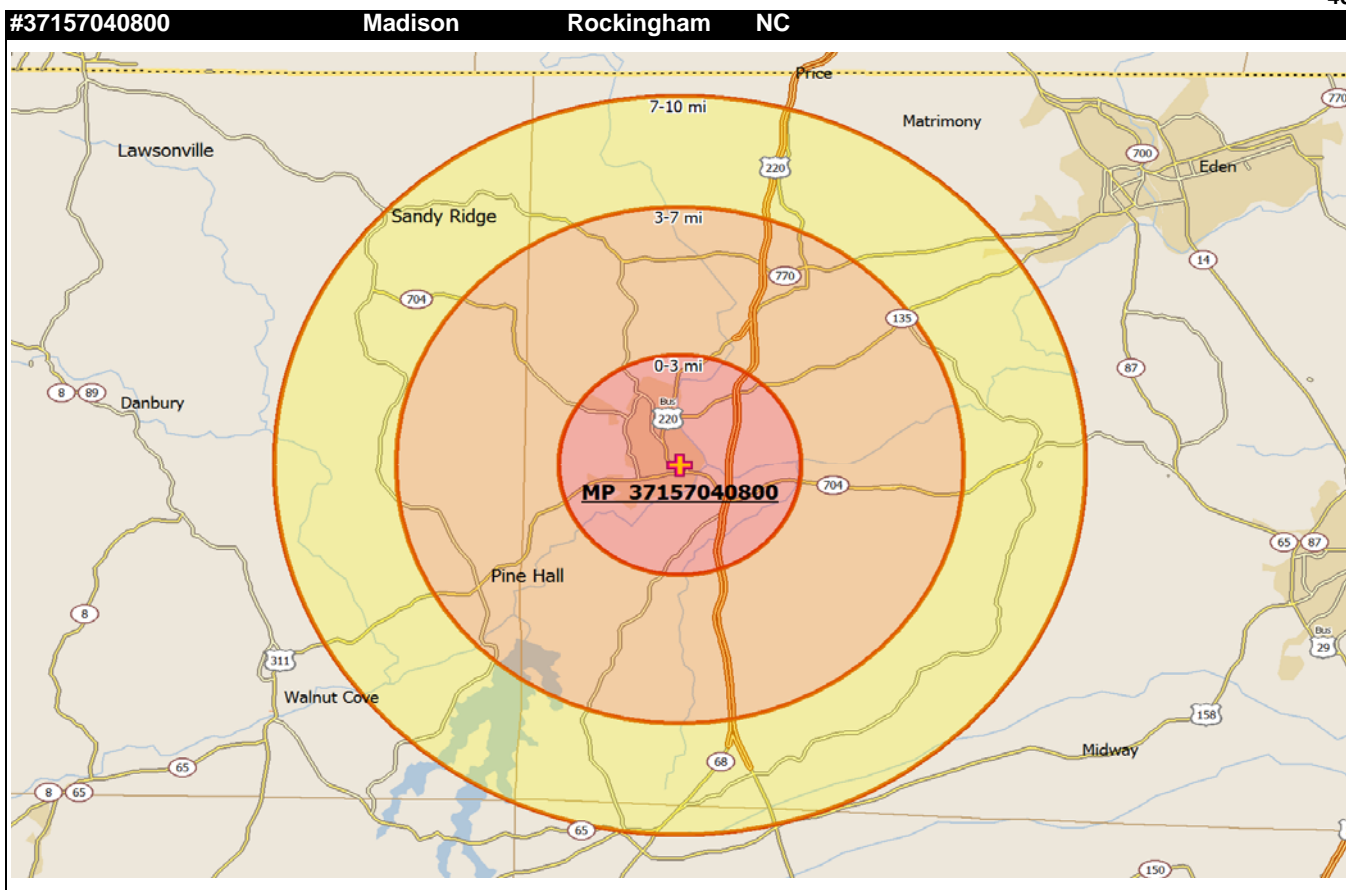 #37157040800 Madison Rockingham NC
Price
7-10 mi
770
Matrimony
Lawsonville
700
220
Eden
Sandy Ridge
3-7 mi
14
770
704
135
0-3 mi
87
8 89
Danbury
Bus
220
MP 37157040800
704
65 87
Pine Hall
8
Bus
29
311
Walnut Cove
158
Midway
68
65
8 65
65
150